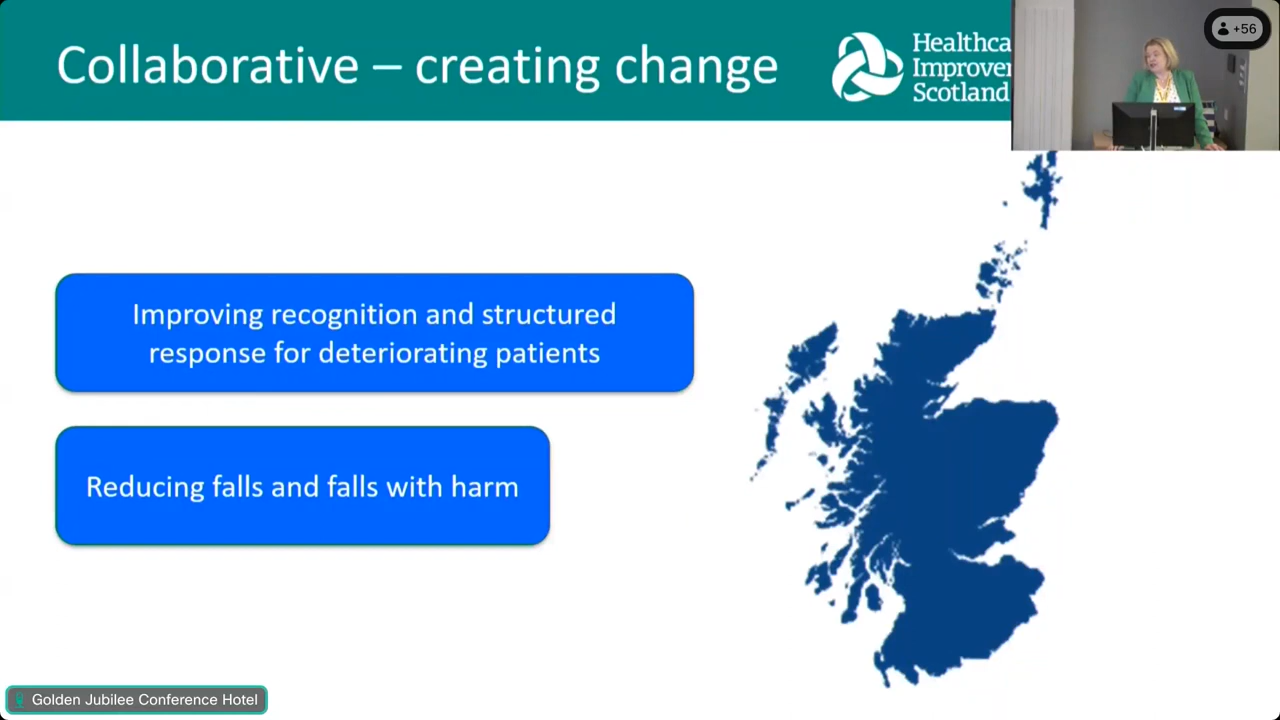 Collaborative – creating change
Healthca
Improve
Scotland
+56
Improving recognition and structured
response for deteriorating patients
Reducing falls and falls with harm
Golden Jubilee Conference Hotel